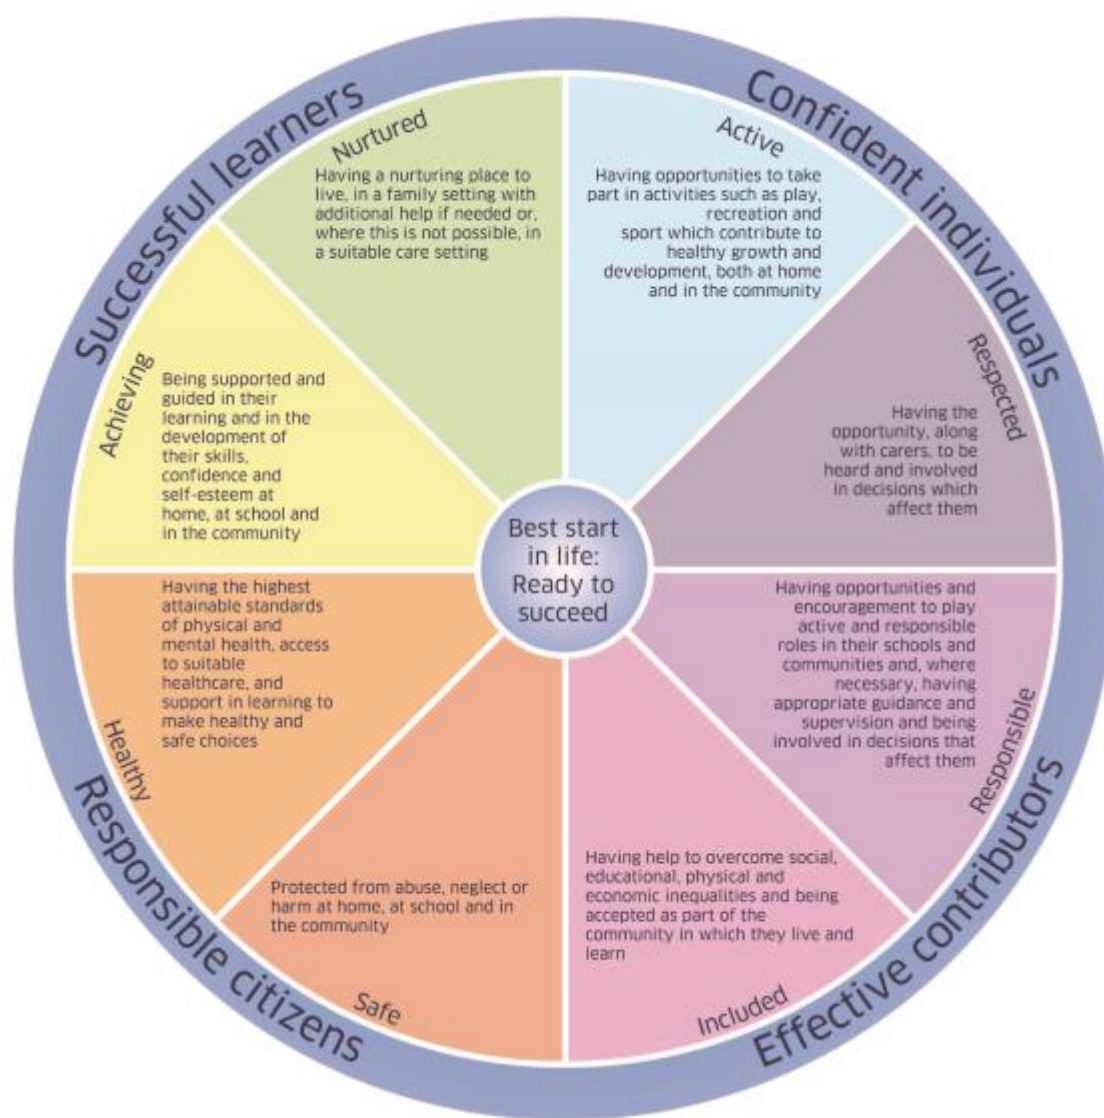 Successful learners
Confident individuals
Nurtured
Having a nurturing place to
live, in a family setting with
additional help if needed or,
where this is not possible, in
a suitable care setting
Active
Having opportunities to take
part in activities such as play,
recreation and
sport which contribute to
healthy growth and
development, both at home
and in the community
Achieving
Being supported and
guided in their
learning and in the
development of
their skills,
confidence and
self-esteem at
home, at school and
in the community
Respected
Having the
opportunity, along
with carers, to be
heard and involved
in decisions which
affect them
Best start
in life:
Ready to
succeed
Healthy
Having the highest
attainable standards
of physical and
mental health, access
to suitable
healthcare, and
support in learning to
make healthy and
safe choices
Responsible
Having opportunities and
encouragement to play
active and responsible
roles in their schools and
communities and, where
necessary, having
appropriate guidance and
supervision and being
involved in decisions that
affect them
Safe
Protected from abuse, neglect or
harm at home, at school and in
the community
Included
Having help to overcome social,
educational, physical and
economic inequalities and being
accepted as part of the
community in which they live and
learn
Responsible citizens
Effective contributors